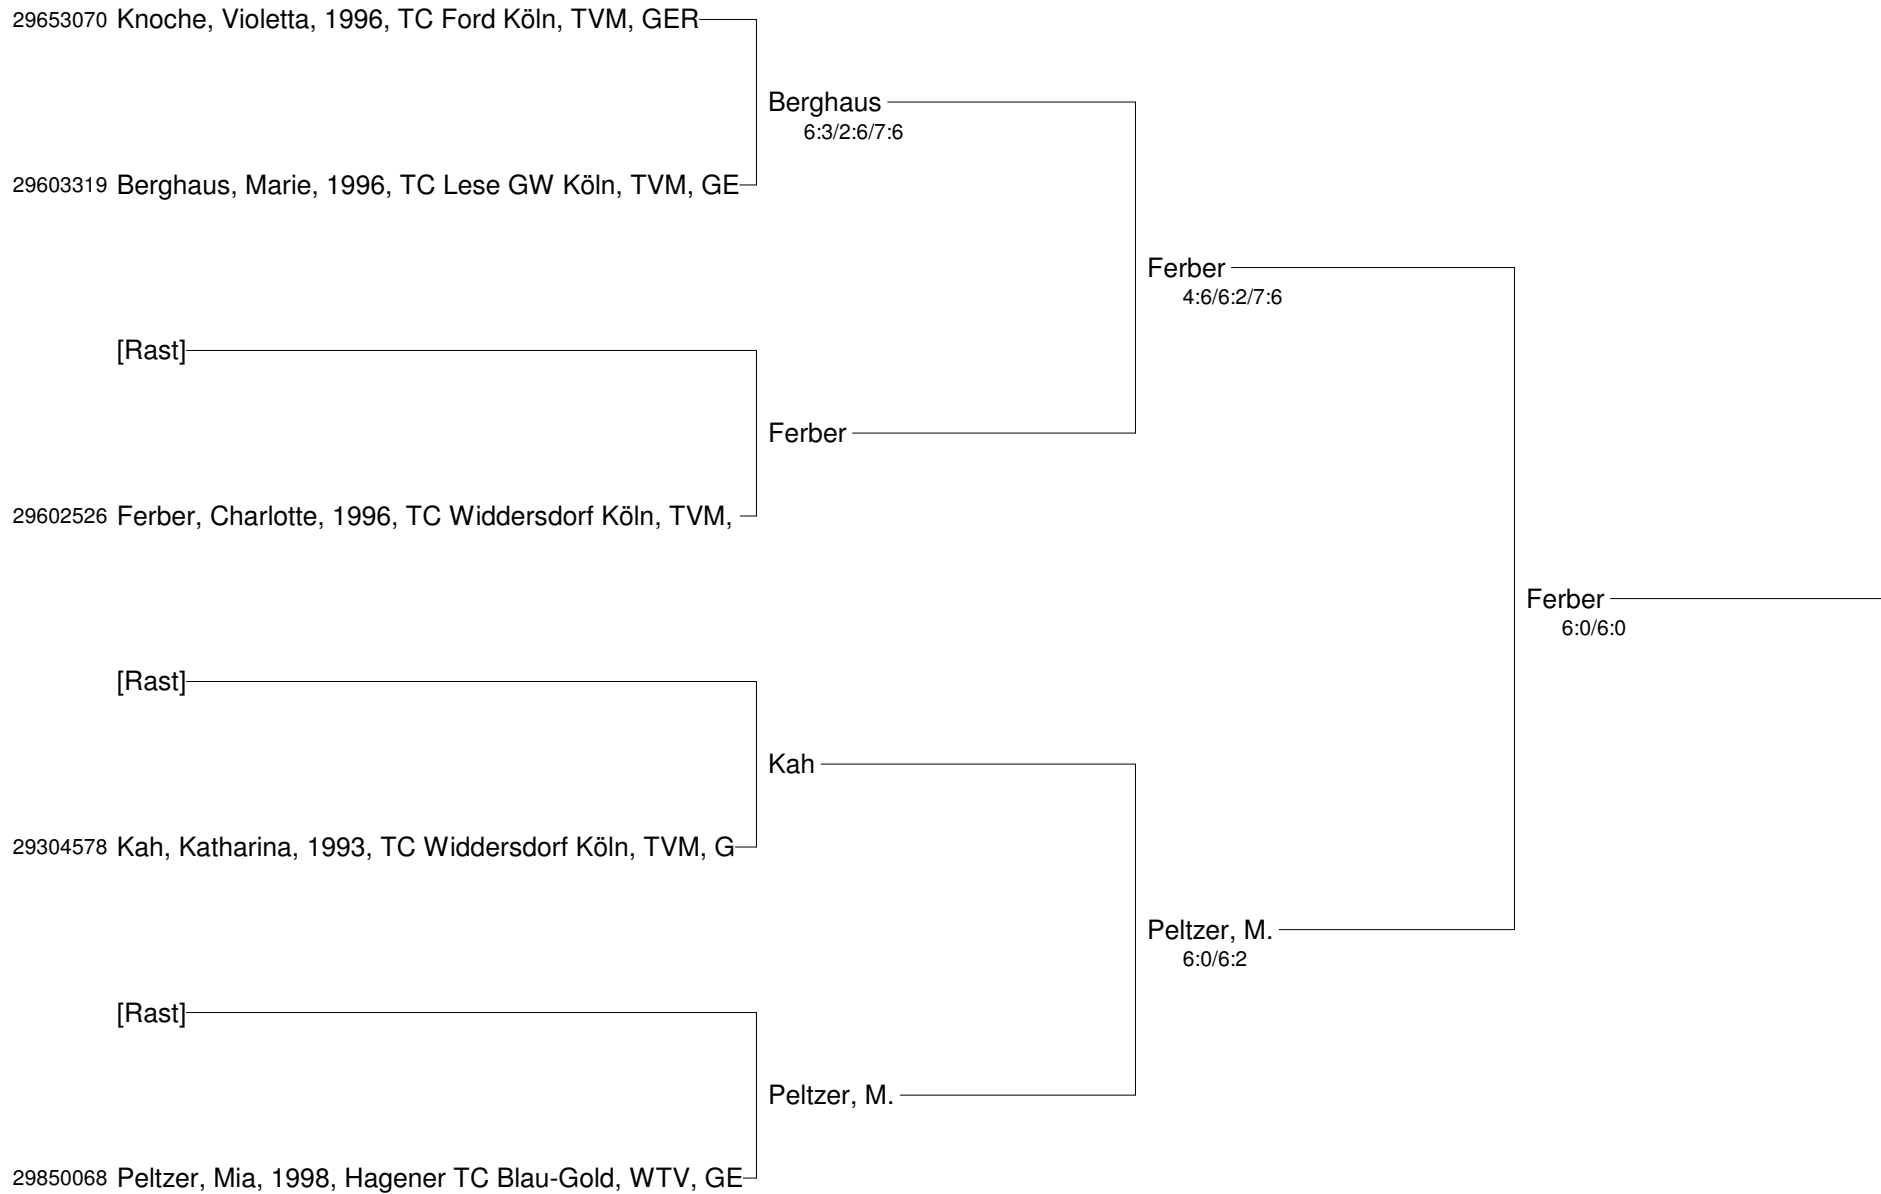 29653070 Knoche, Violetta, 1996, TC Ford Köln, TVM, GER
Berghaus
6:3/2:6/7:6
29603319 Berghaus, Marie, 1996, TC Lese GW Köln, TVM, GE
Ferber
4:6/6:2/7:6
[Rast]
Ferber
29602526 Ferber, Charlotte, 1996, TC Widdersdorf Köln, TVM,
Ferber
6:0/6:0
[Rast]
Kah
29304578 Kah, Katharina, 1993, TC Widdersdorf Köln, TVM, G
Peltzer, M.
6:0/6:2
[Rast]
Peltzer, M.
29850068 Peltzer, Mia, 1998, Hagener TC Blau-Gold, WTV, GE